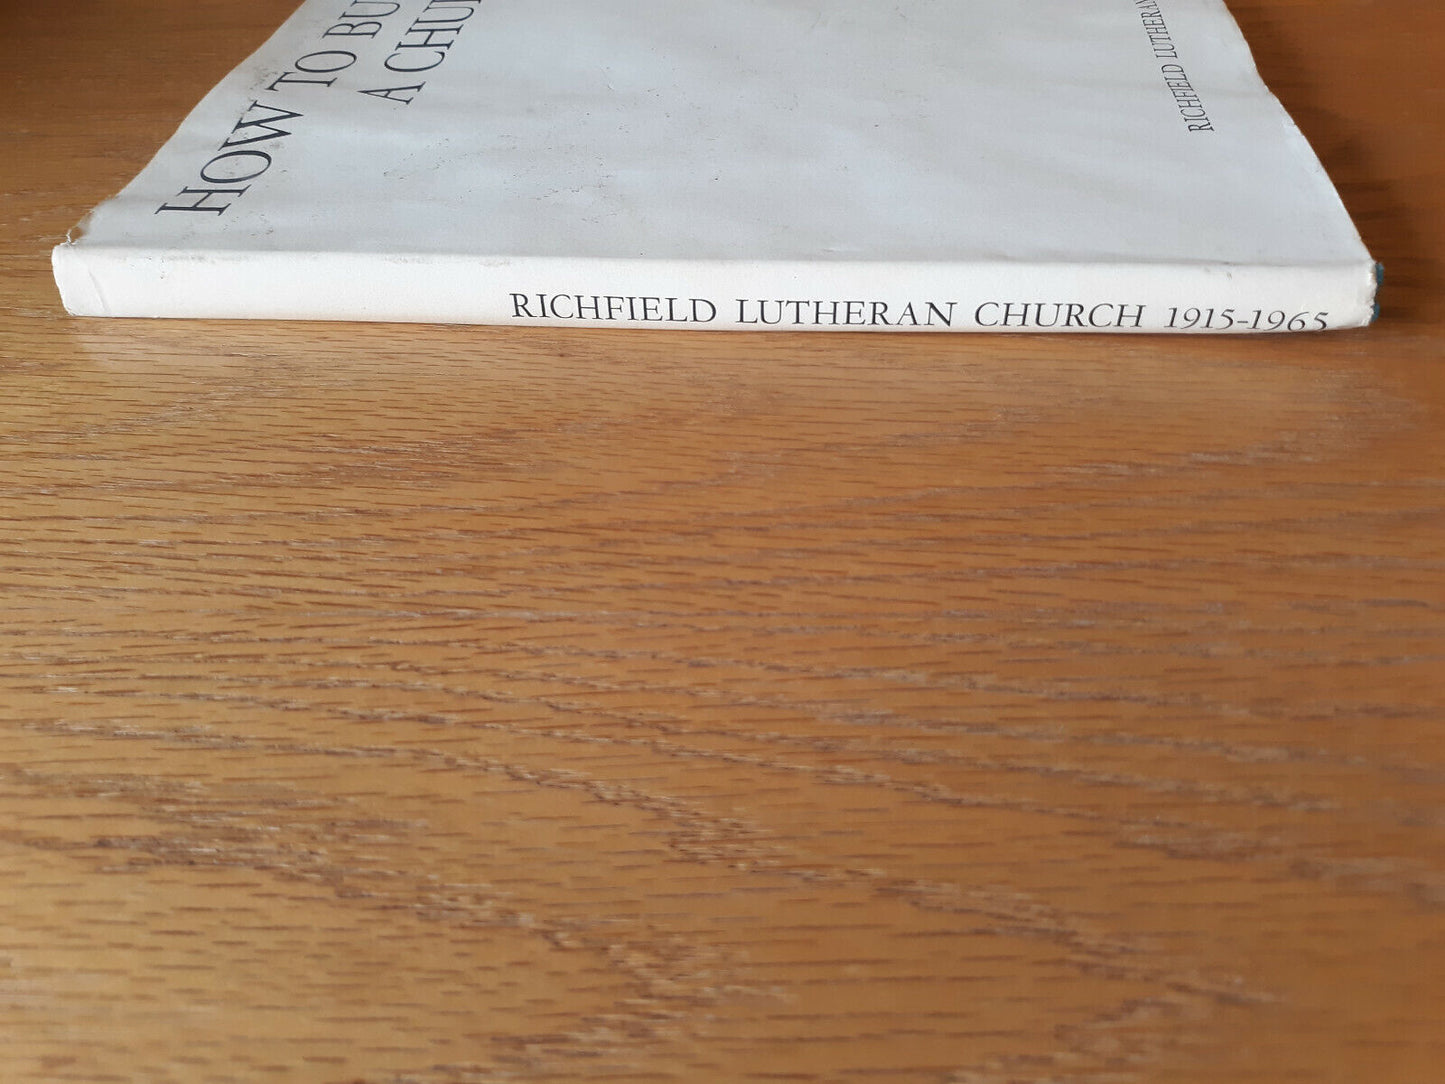 HOW TO BU
A CHU
RICHFIELD LUTHERAN
RICHFIELD LUTHERAN CHURCH 1915-1965